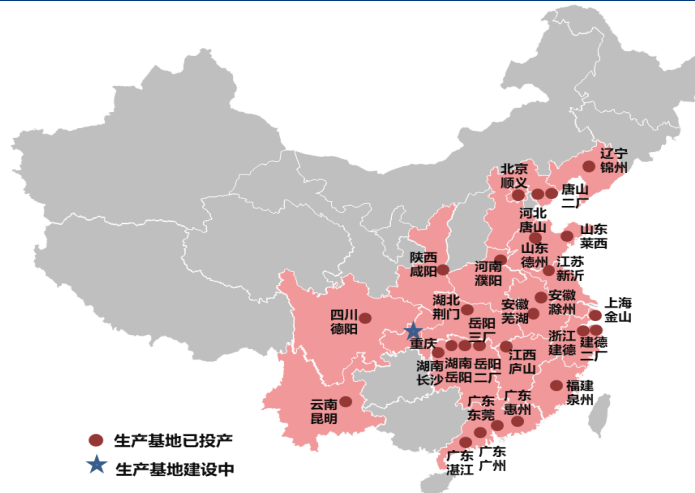 辽宁
锦州
北京
顺义
唐山
二厂
河北
唐山
山东
莱西
山东
德州
陕西
咸阳
河南
濮阳
江苏
新沂
湖北
荆门
安徽
芜湖
安徽
滁州
上海
金山
四川
德阳
岳阳
三厂
重庆
浙江
建德
建德
二厂
湖南
长沙
湖南
岳阳
岳阳
二厂
江西
庐山
福建
泉州
云南
昆明
广东
东莞
广东
惠州
广东
湛江
广东
广州
生产基地已投产
生产基地建设中